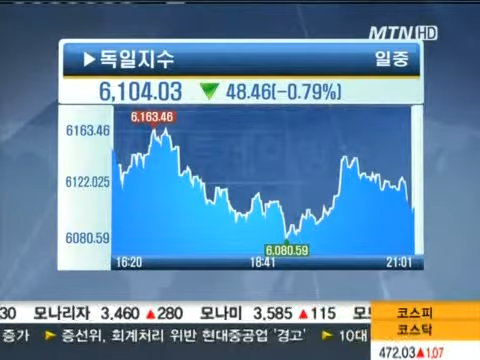 MTN HD
▶독일지수 일중
6,104.03 ▼ 48.46(-0.79%)
6,163.46
6163.46
6122.025
6080.59
6,080.59
16:20 18:41 21:01
30 모나리자 3,460 ▲280 모나미 3,585 ▲115
코스피
코스닥
증가 ▶ 증선위, 회계처리 위반 현대중공업 '경고' ▶ 10대
472.03▲1.07